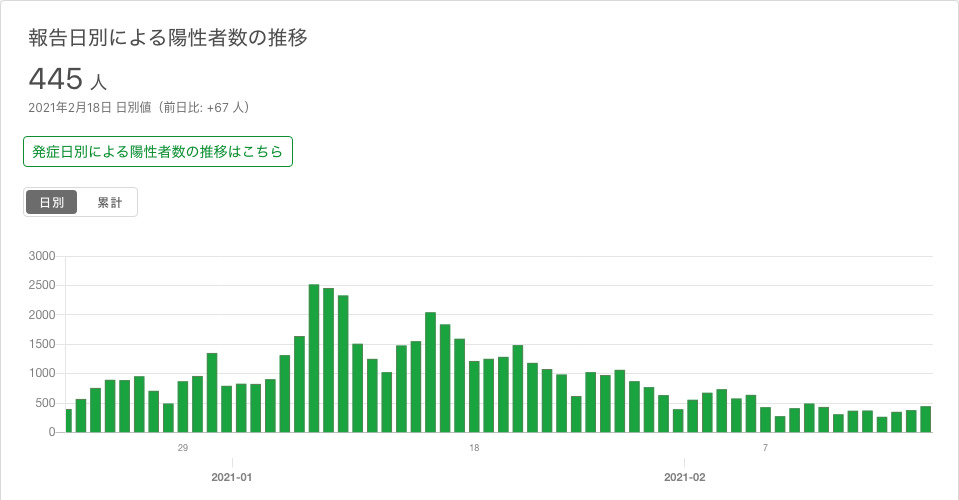 報告日別による陽性者数の推移
445 人
2021年2月18日 日別値（前日比: +67 人）
発症日別による陽性者数の推移はこちら
日別 累計
3000
2500
2000
1500
1000
500
0
29 18 7
2021-01 2021-02